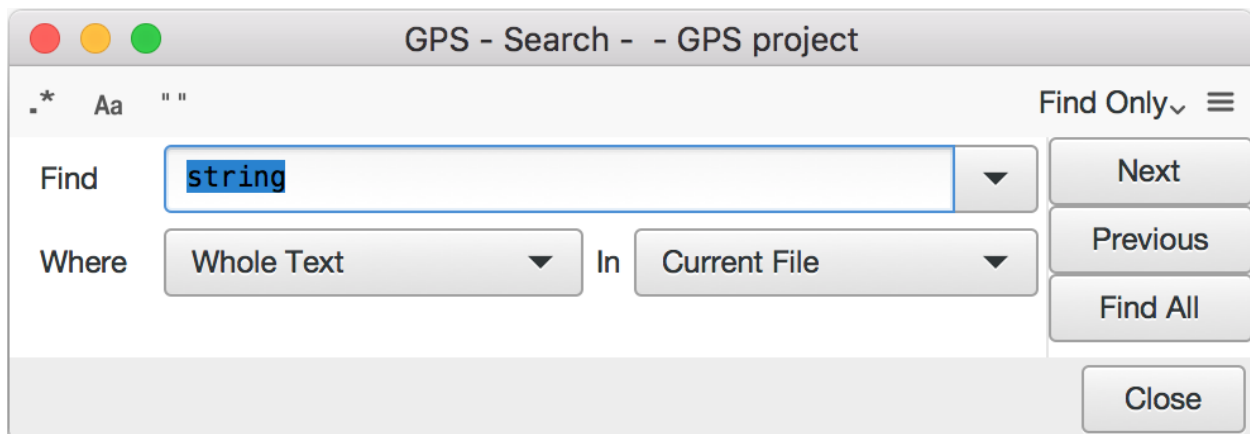 GPS - Search -  - GPS project
.* Aa " " Find Only
Find string Next
Previous
Where Whole Text In Current File
Find All
Close